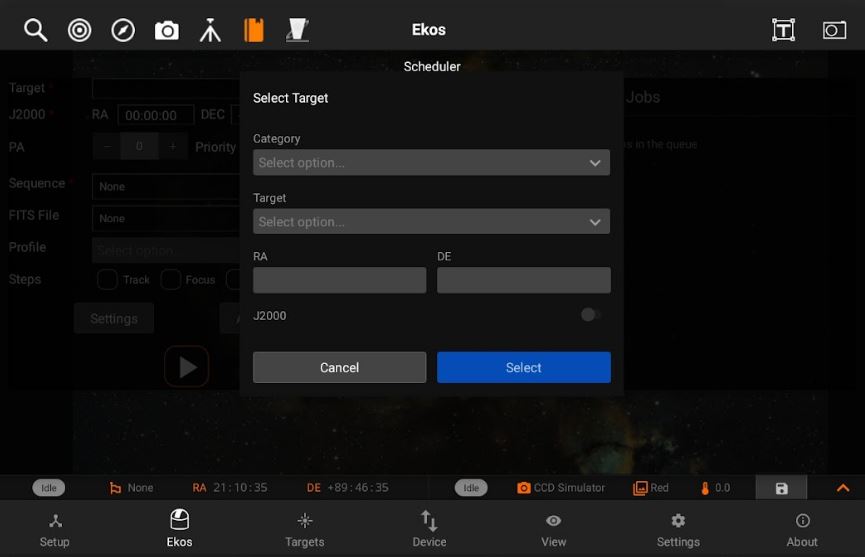 Ekos
Scheduler
Target *
J2000 * RA 00:00:00 DEC
PA - 0 + Priority
Sequence * None
FITS File None
Profile Select option...
Steps Track Focus
Settings
Jobs
in the queue
Select Target
Category
Select option...
Target
Select option...
RA DE
J2000
Cancel Select
Idle None RA 21:10:35 DE +89:46:35 Idle CCD Simulator Red 0.0
Setup Ekos Targets Device View Settings About